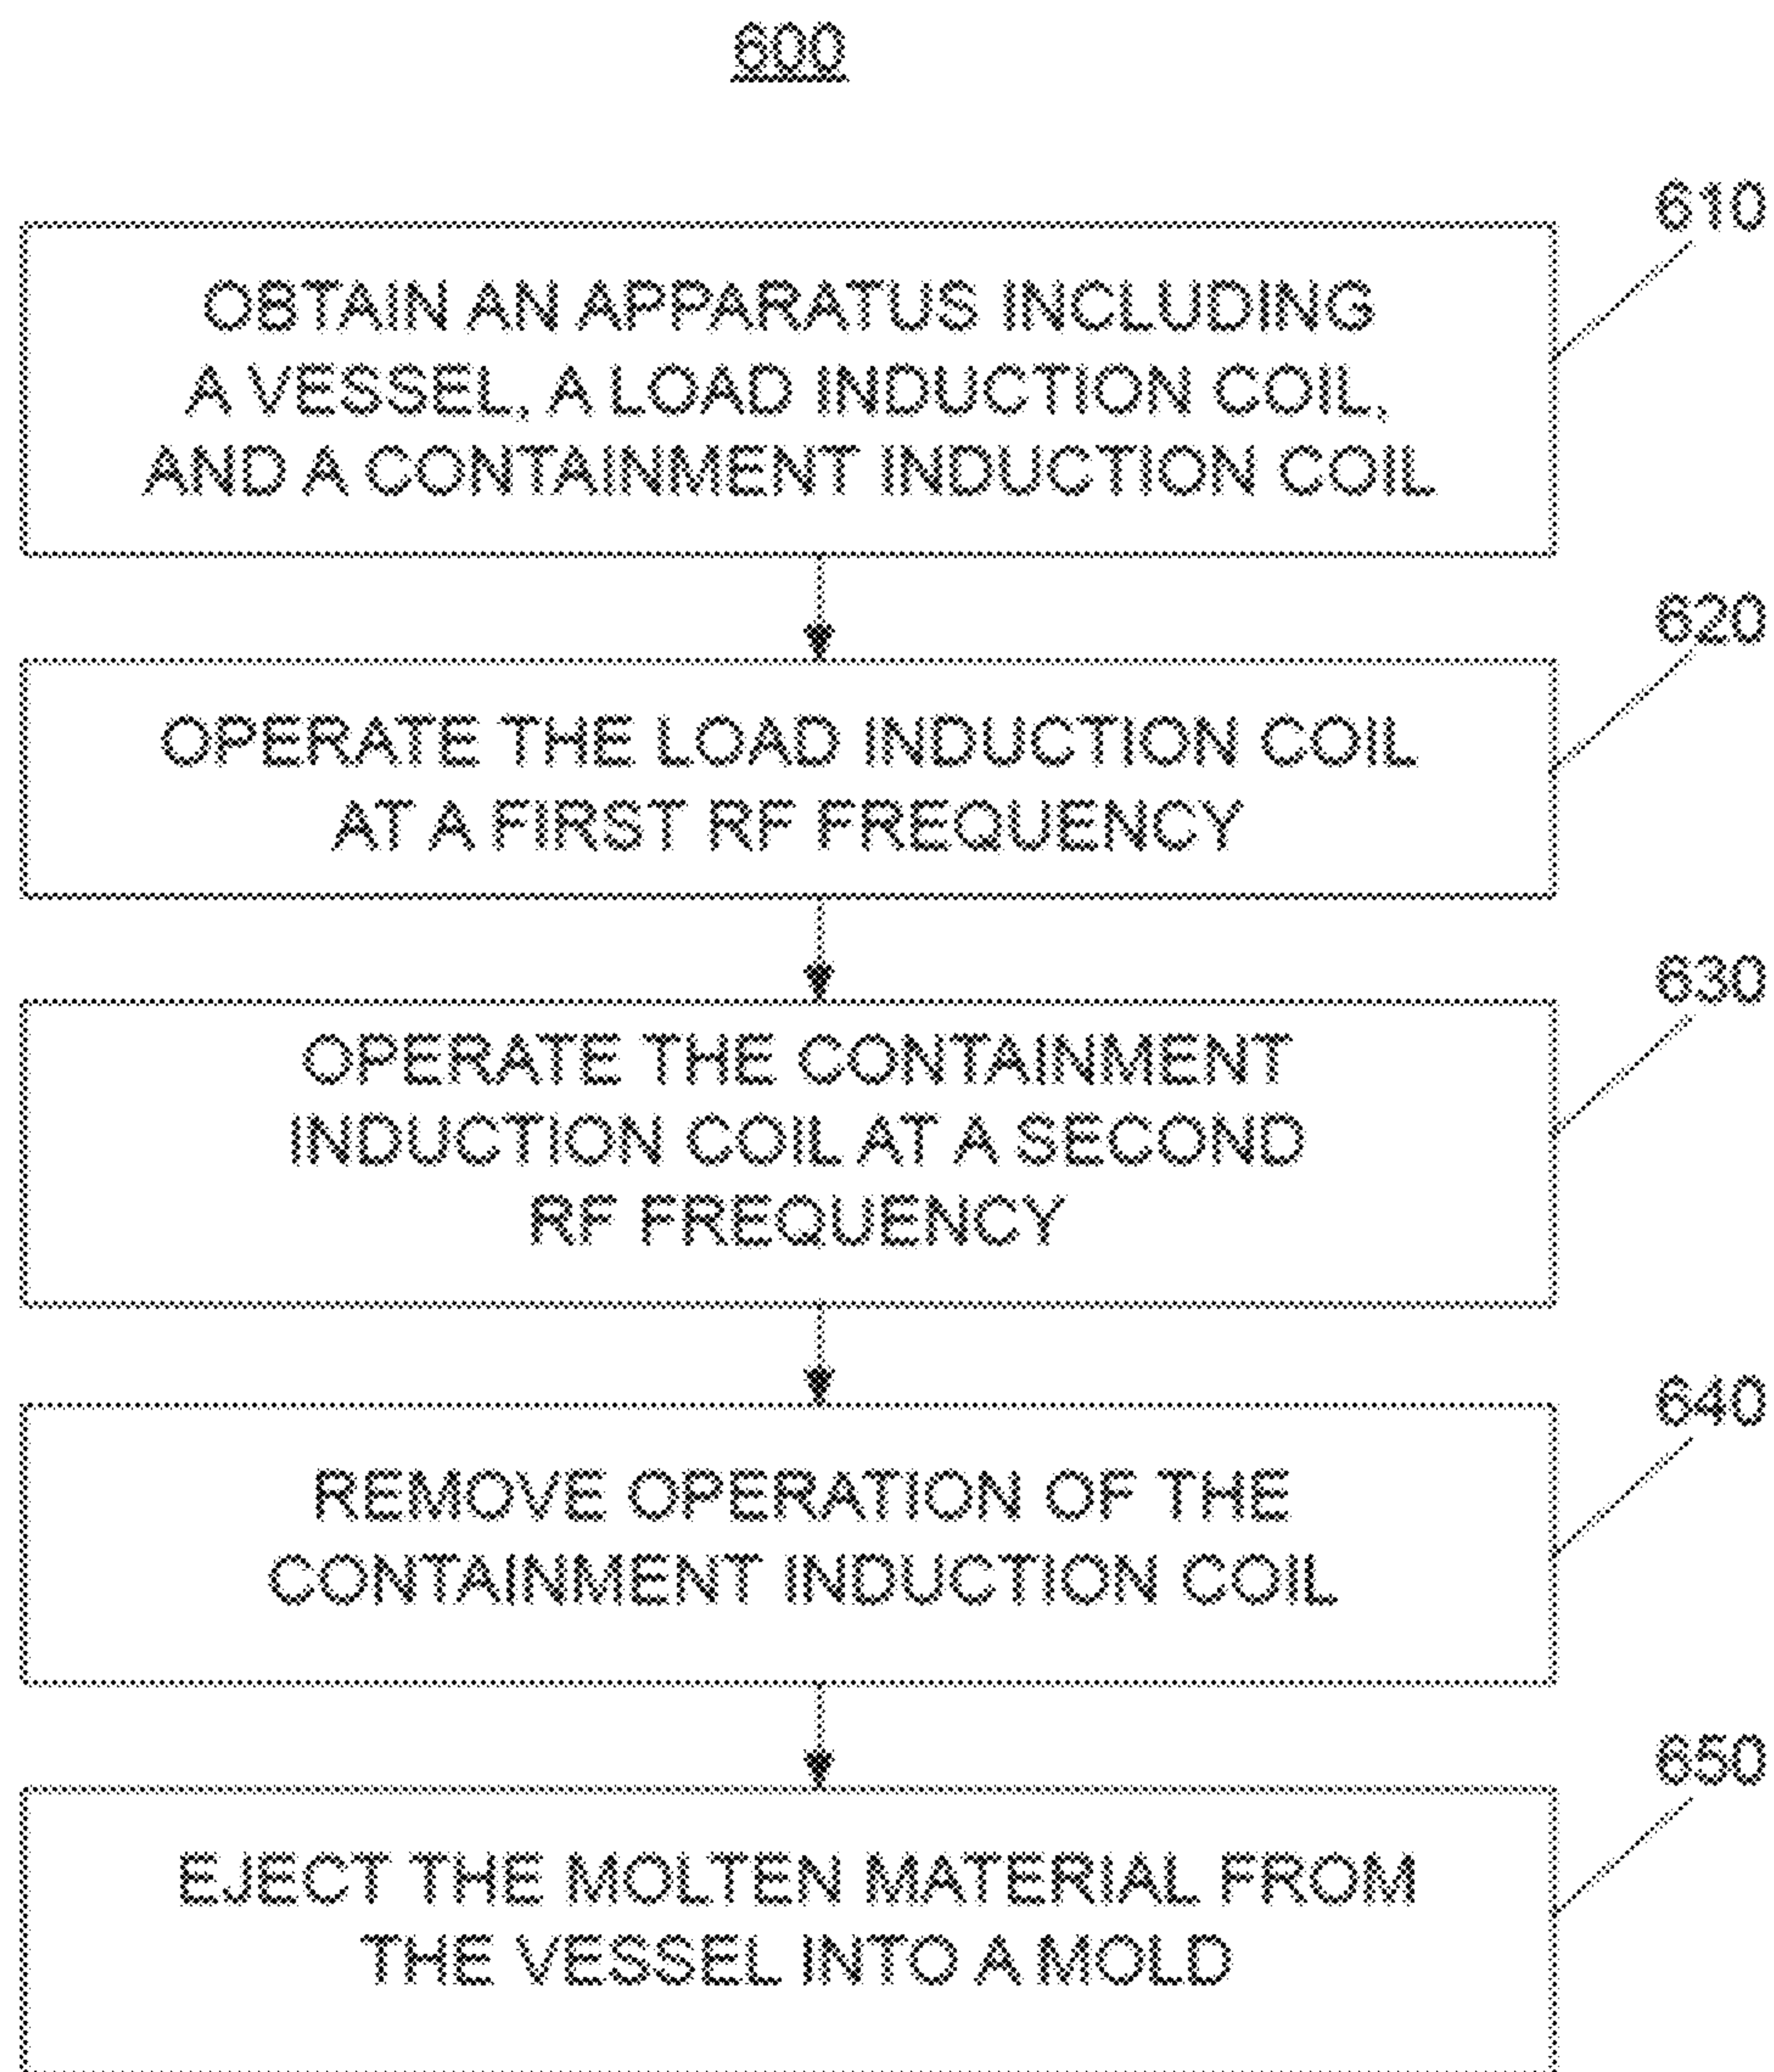 600
610
OBTAIN AN APPARATUS INCLUDING
A VESSEL, A LOAD INDUCTION COIL,
AND A CONTAINMENT INDUCTION COIL
620
OPERATE THE LOAD INDUCTION COIL
AT A FIRST RF FREQUENCY
630
OPERATE THE CONTAINMENT
INDUCTION COIL AT A SECOND
RF FREQUENCY
640
REMOVE OPERATION OF THE
CONTAINMENT INDUCTION COIL
650
EJECT THE MOLTEN MATERIAL FROM
THE VESSEL INTO A MOLD